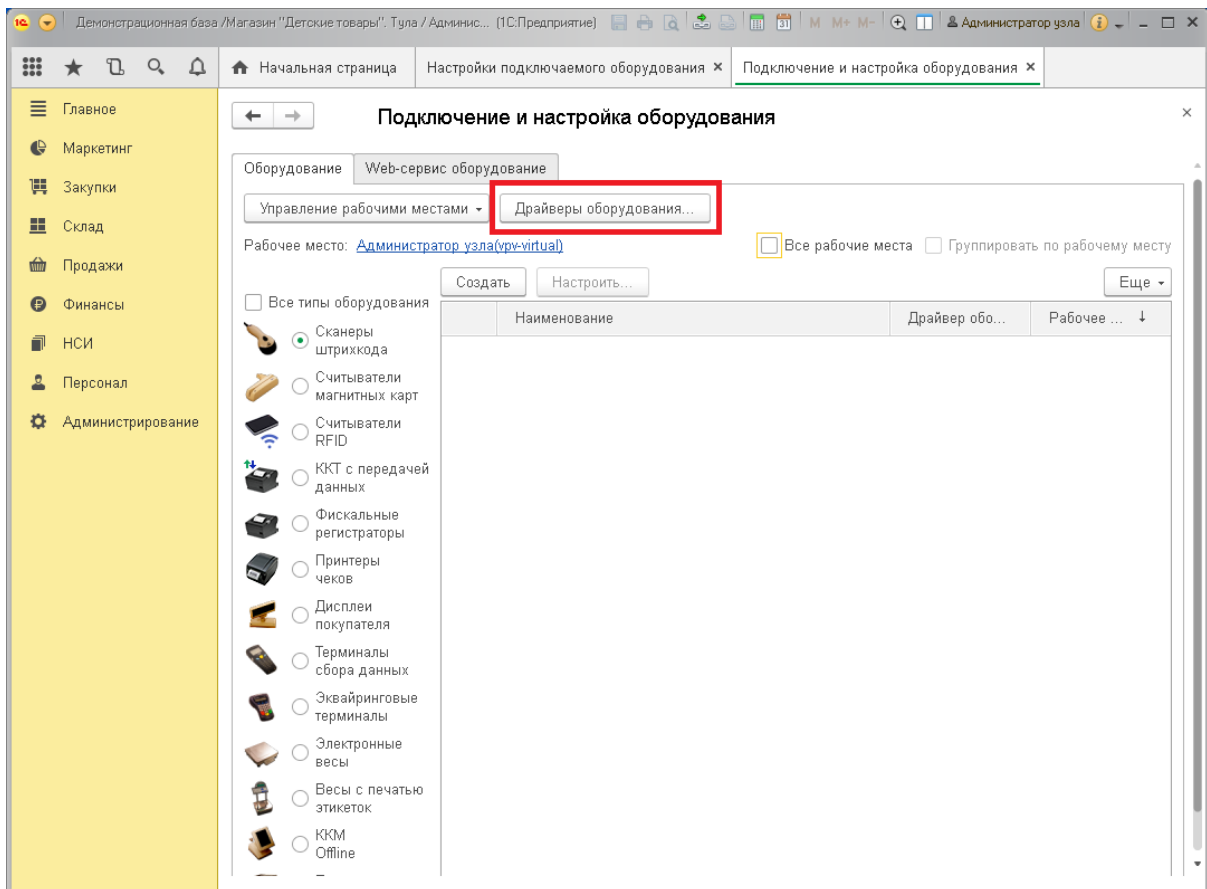 Демонстрационная база /Магазин "Детские товары". Тула / Админис... (1С:Предприятие) M M+ M- Администратор узла
Начальная страница Настройки подключаемого оборудования × Подключение и настройка оборудования ×
Главное
Маркетинг
Закупки
Склад
Продажи
Финансы
НСИ
Персонал
Администрирование
Подключение и настройка оборудования
Оборудование Web-сервис оборудование
Управление рабочими местами Драйверы оборудования...
Рабочее место: Администратор узла(vpv-virtual) Все рабочие места Группировать по рабочему месту
Создать Настроить... Еще
Все типы оборудования
Наименование Драйвер обо... Рабочее ... ↓
Сканеры
штрихкода
Считыватели
магнитных карт
Считыватели
RFID
ККТ с передачей
данных
Фискальные
регистраторы
Принтеры
чеков
Дисплеи
покупателя
Терминалы
сбора данных
Эквайринговые
терминалы
Электронные
весы
Весы с печатью
этикеток
ККМ
Offline